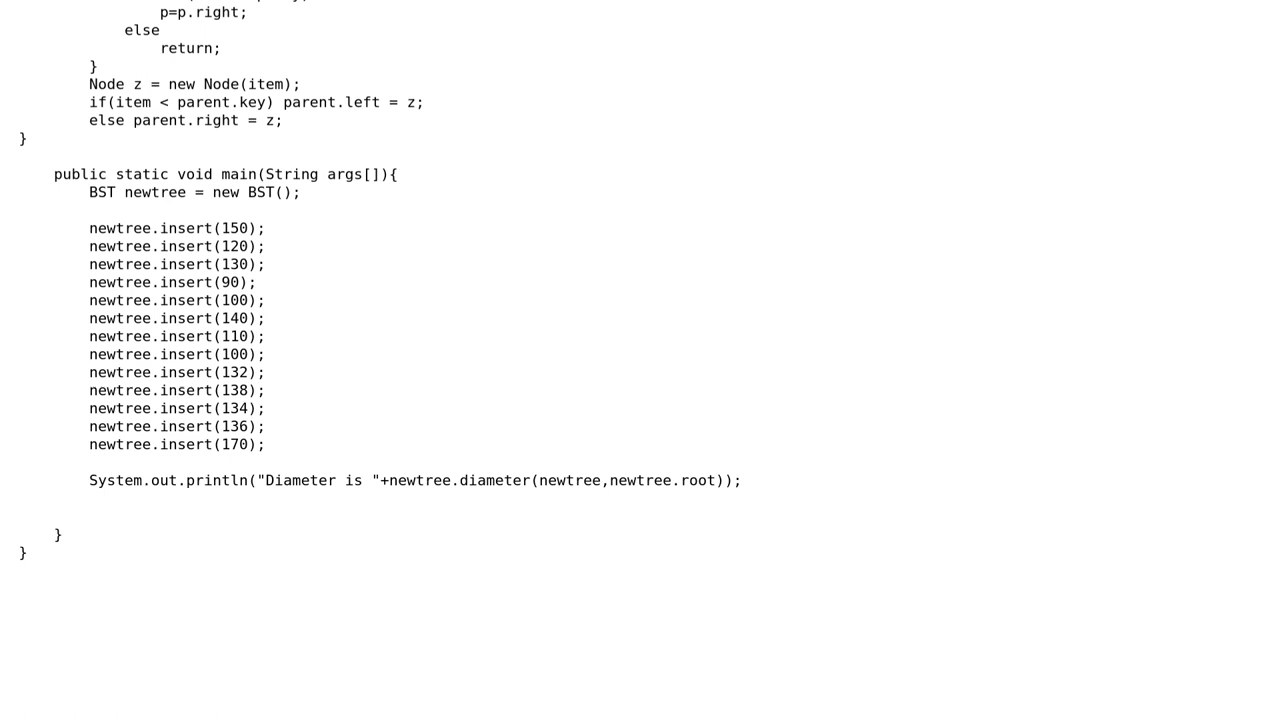 p=p.right;
            else
                return;
        }
        Node z = new Node(item);
        if(item < parent.key) parent.left = z;
        else parent.right = z;
}

    public static void main(String args[]){
        BST newtree = new BST();

        newtree.insert(150);
        newtree.insert(120);
        newtree.insert(130);
        newtree.insert(90);
        newtree.insert(100);
        newtree.insert(140);
        newtree.insert(110);
        newtree.insert(100);
        newtree.insert(132);
        newtree.insert(138);
        newtree.insert(134);
        newtree.insert(136);
        newtree.insert(170);

        System.out.println("Diameter is "+newtree.diameter(newtree,newtree.root));


    }
}